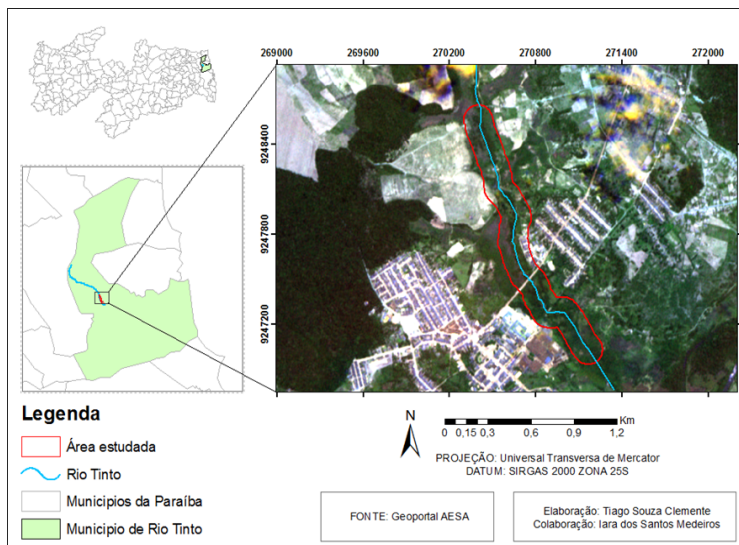 269000 269600 270200 270800 271400 272000
9248400
9247800
9247200
Legenda
Área estudada
Rio Tinto
Municipios da Paraíba
Municipio de Rio Tinto
N
Km
0 0,15 0,3 0,6 0,9 1,2
PROJEÇÃO: Universal Transversa de Mercator
DATUM: SIRGAS 2000 ZONA 25S
FONTE: Geoportal AESA
Elaboração: Tiago Souza Clemente
Colaboração: Iara dos Santos Medeiros